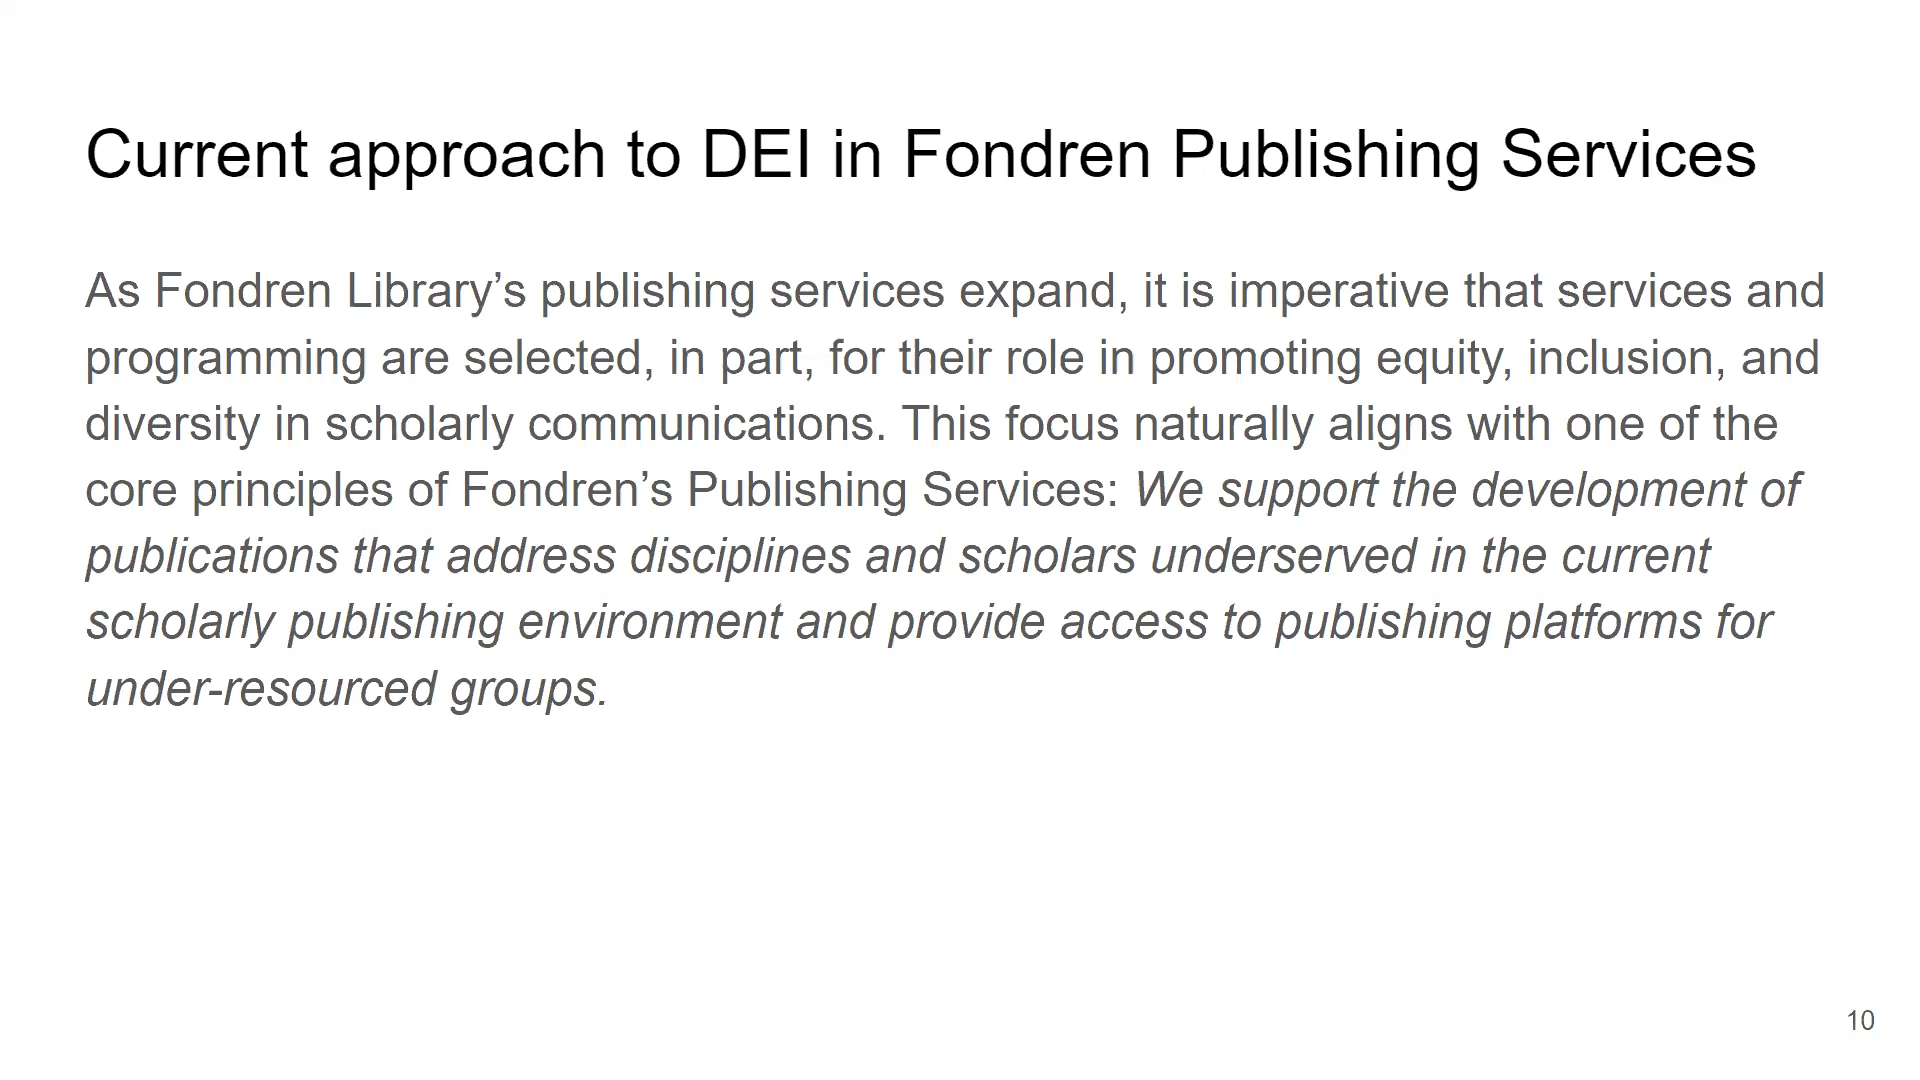 Current approach to DEI in Fondren Publishing Services
As Fondren Library’s publishing services expand, it is imperative that services and
programming are selected, in part, for their role in promoting equity, inclusion, and
diversity in scholarly communications. This focus naturally aligns with one of the
core principles of Fondren’s Publishing Services: We support the development of
publications that address disciplines and scholars underserved in the current
scholarly publishing environment and provide access to publishing platforms for
under-resourced groups.
10